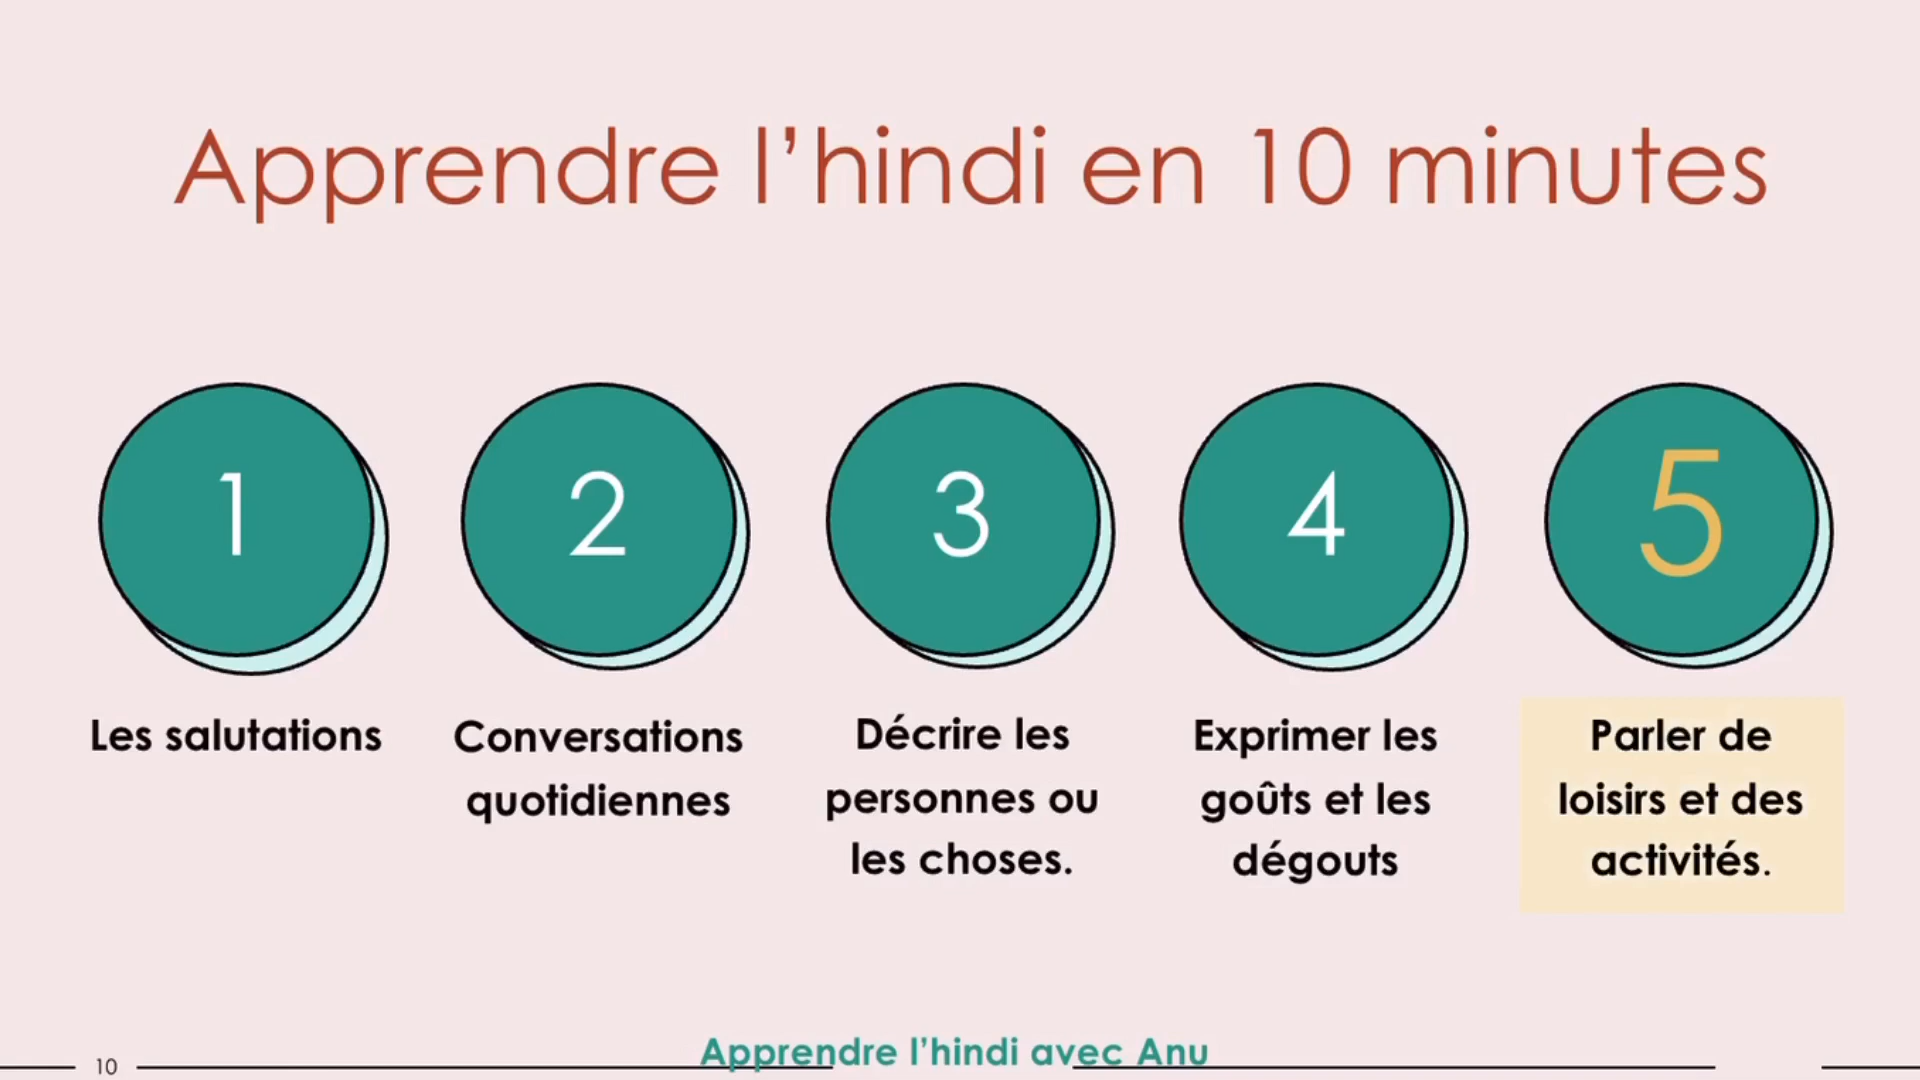 Apprendre l’hindi en 10 minutes
1
2
3
4
5
Les salutations
Conversations
quotidiennes
Décrire les
personnes ou
les choses.
Exprimer les
goûts et les
dégouts
Parler de
loisirs et des
activités.
10
Apprendre l’hindi avec Anu